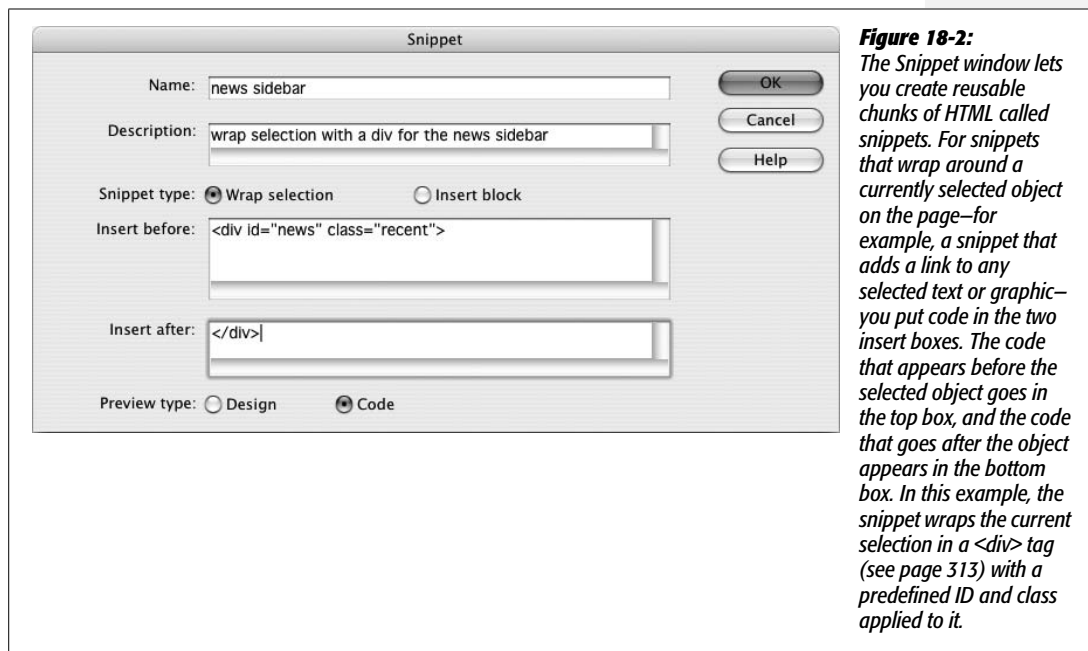 Snippet
Name: news sidebar
Description: wrap selection with a div for the news sidebar
Snippet type: Wrap selection Insert block
Insert before: <div id="news" class="recent">
Insert after: </div>
Preview type: Design Code
OK
Cancel
Help
Figure 18-2:
The Snippet window lets
you create reusable
chunks of HTML called
snippets. For snippets
that wrap around a
currently selected object
on the page—for
example, a snippet that
adds a link to any
selected text or graphic—
you put code in the two
insert boxes. The code
that appears before the
selected object goes in
the top box, and the code
that goes after the object
appears in the bottom
box. In this example, the
snippet wraps the current
selection in a <div> tag
(see page 313) with a
predefined ID and class
applied to it.